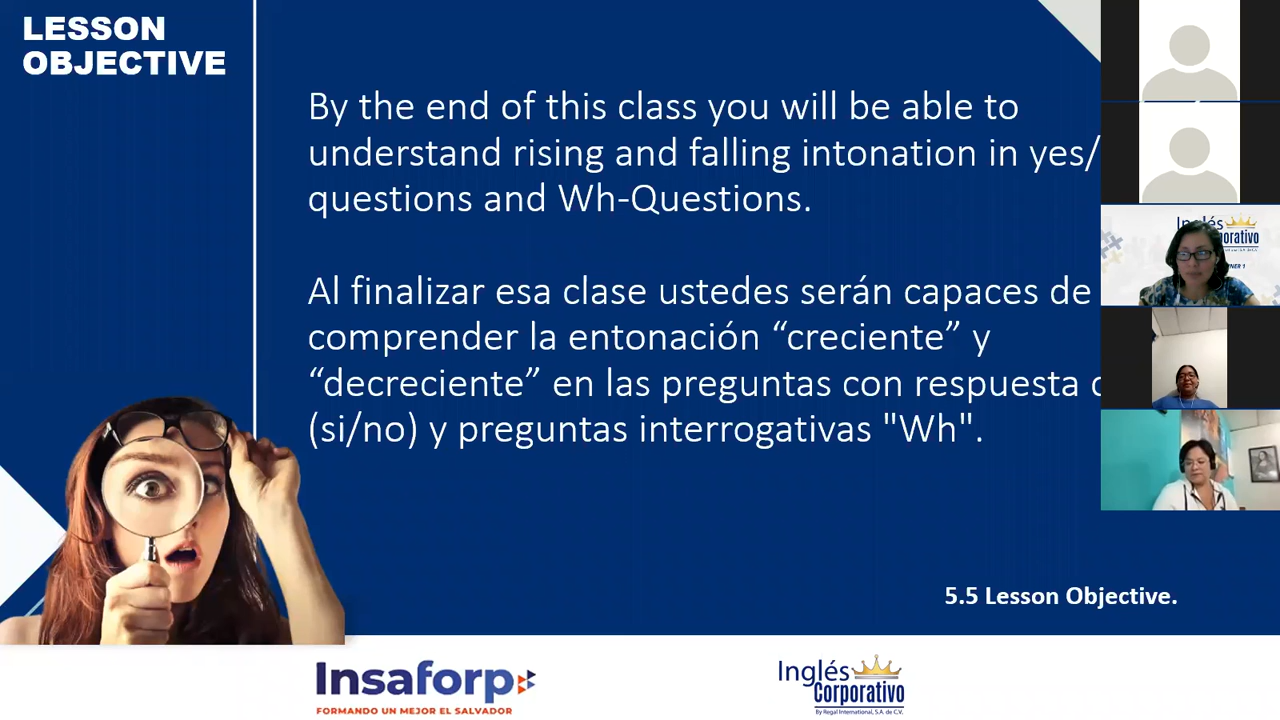 LESSON
OBJECTIVE
By the end of this class you will be able to
understand rising and falling intonation in yes/
questions and Wh-Questions.
Al finalizar esa clase ustedes serán capaces de
comprender la entonación “creciente” y
“decreciente” en las preguntas con respuesta
(si/no) y preguntas interrogativas "Wh".
5.5 Lesson Objective.
Insaforp
FORMANDO UN MEJOR EL SALVADOR
Inglés
Corporativo
By Regal International, S.A. de C.V.
Inglés